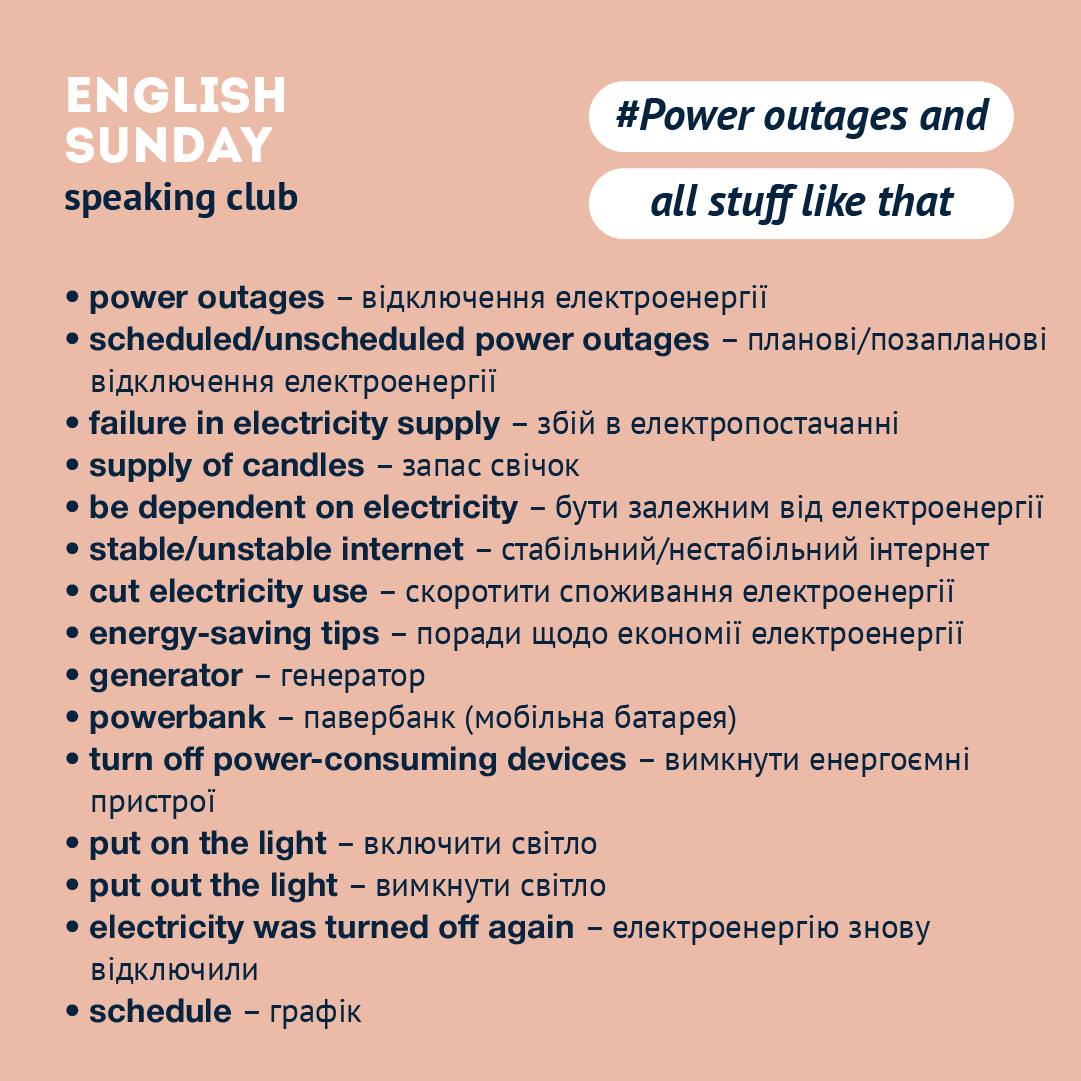 ENGLISH
SUNDAY
speaking club
#Power outages and
all stuff like that
• power outages – відключення електроенергії
• scheduled/unscheduled power outages – планові/позапланові
відключення електроенергії
• failure in electricity supply – збій в електропостачанні
• supply of candles – запас свічок
• be dependent on electricity – бути залежним від електроенергії
• stable/unstable internet – стабільний/нестабільний інтернет
• cut electricity use – скоротити споживання електроенергії
• energy-saving tips – поради щодо економії електроенергії
• generator – генератор
• powerbank – павербанк (мобільна батарея)
• turn off power-consuming devices – вимкнути енергоємні
пристрої
• put on the light – включити світло
• put out the light – вимкнути світло
• electricity was turned off again – електроенергію знову
відключили
• schedule – графік